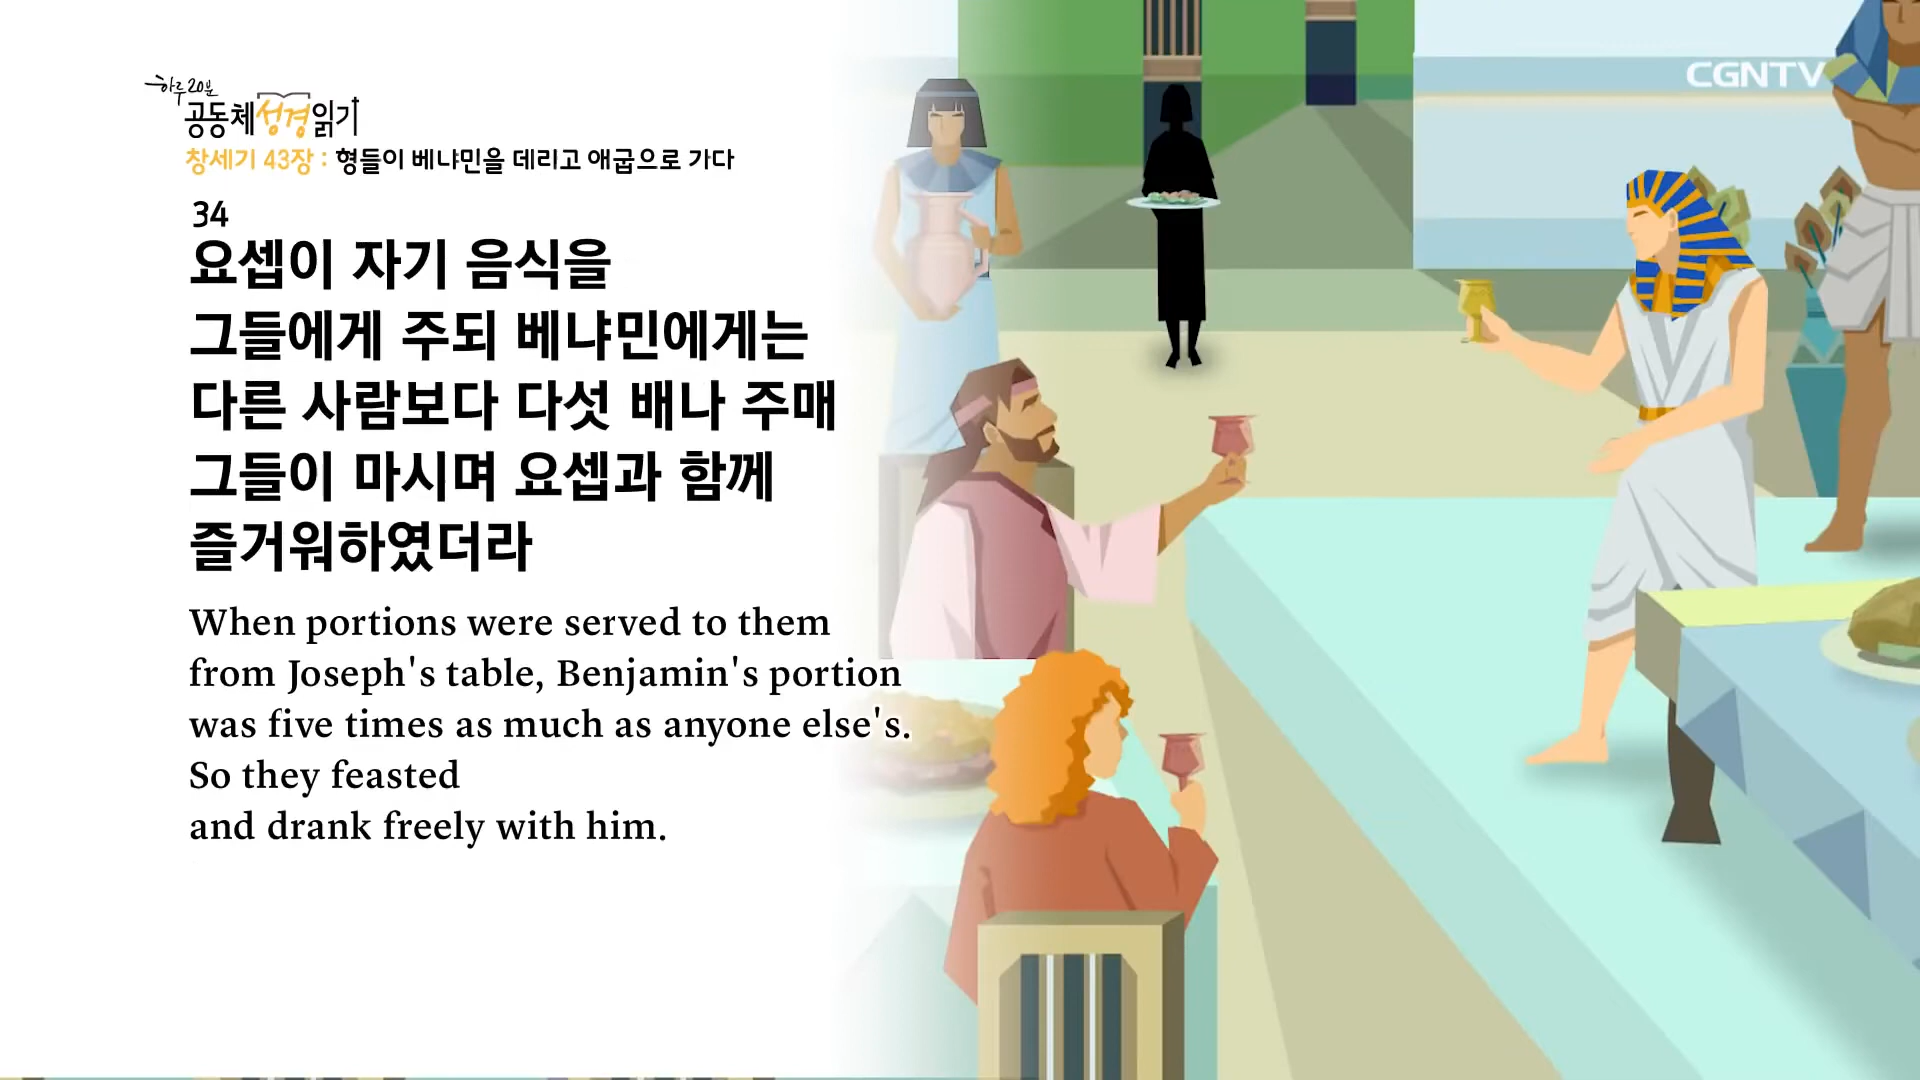 하루 20분
공동체성경읽기
CGNTV
창세기 43장 : 형들이 베냐민을 데리고 애굽으로 가다
34
요셉이 자기 음식을
그들에게 주되 베냐민에게는
다른 사람보다 다섯 배나 주매
그들이 마시며 요셉과 함께
즐거워하였더라
When portions were served to them
from Joseph's table, Benjamin's portion
was five times as much as anyone else's.
So they feasted
and drank freely with him.